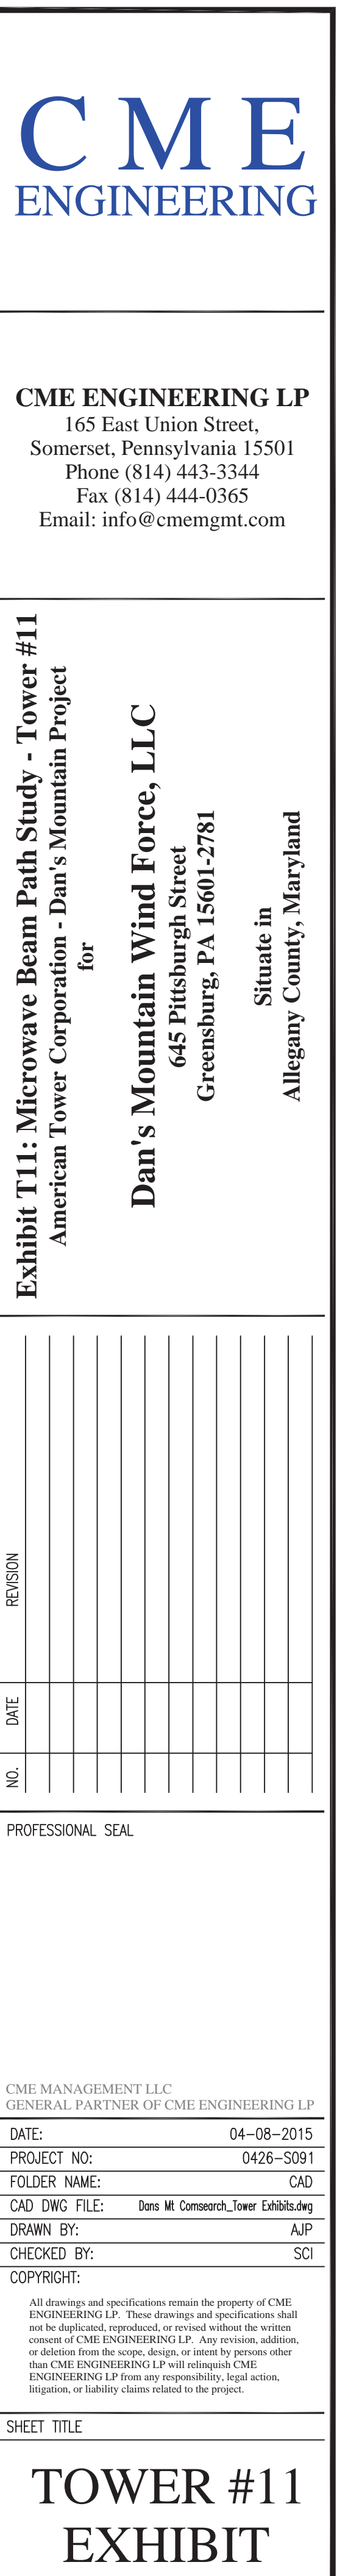 C M E
ENGINEERING
CME ENGINEERING LP
165 East Union Street,
Somerset, Pennsylvania 15501
Phone (814) 443-3344
Fax (814) 444-0365
Email: info@cmemgmt.com
Exhibit T11: Microwave Beam Path Study - Tower #11
American Tower Corporation - Dan's Mountain Project
for
Dan's Mountain Wind Force, LLC
645 Pittsburgh Street
Greensburg, PA 15601-2781
Situate in
Allegany County, Maryland
NO. DATE REVISION
PROFESSIONAL SEAL
CME MANAGEMENT LLC
GENERAL PARTNER OF CME ENGINEERING LP
DATE: 04-08-2015
PROJECT NO: 0426-S091
FOLDER NAME: CAD
CAD DWG FILE: Dans Mt Comsearch_Tower Exhibits.dwg
DRAWN BY: AJP
CHECKED BY: SCI
COPYRIGHT:
All drawings and specifications remain the property of CME
ENGINEERING LP. These drawings and specifications shall
not be duplicated, reproduced, or revised without the written
consent of CME ENGINEERING LP. Any revision, addition,
or deletion from the scope, design, or intent by persons other
than CME ENGINEERING LP will relinquish CME
ENGINEERING LP from any responsibility, legal action,
litigation, or liability claims related to the project.
SHEET TITLE
TOWER #11
EXHIBIT